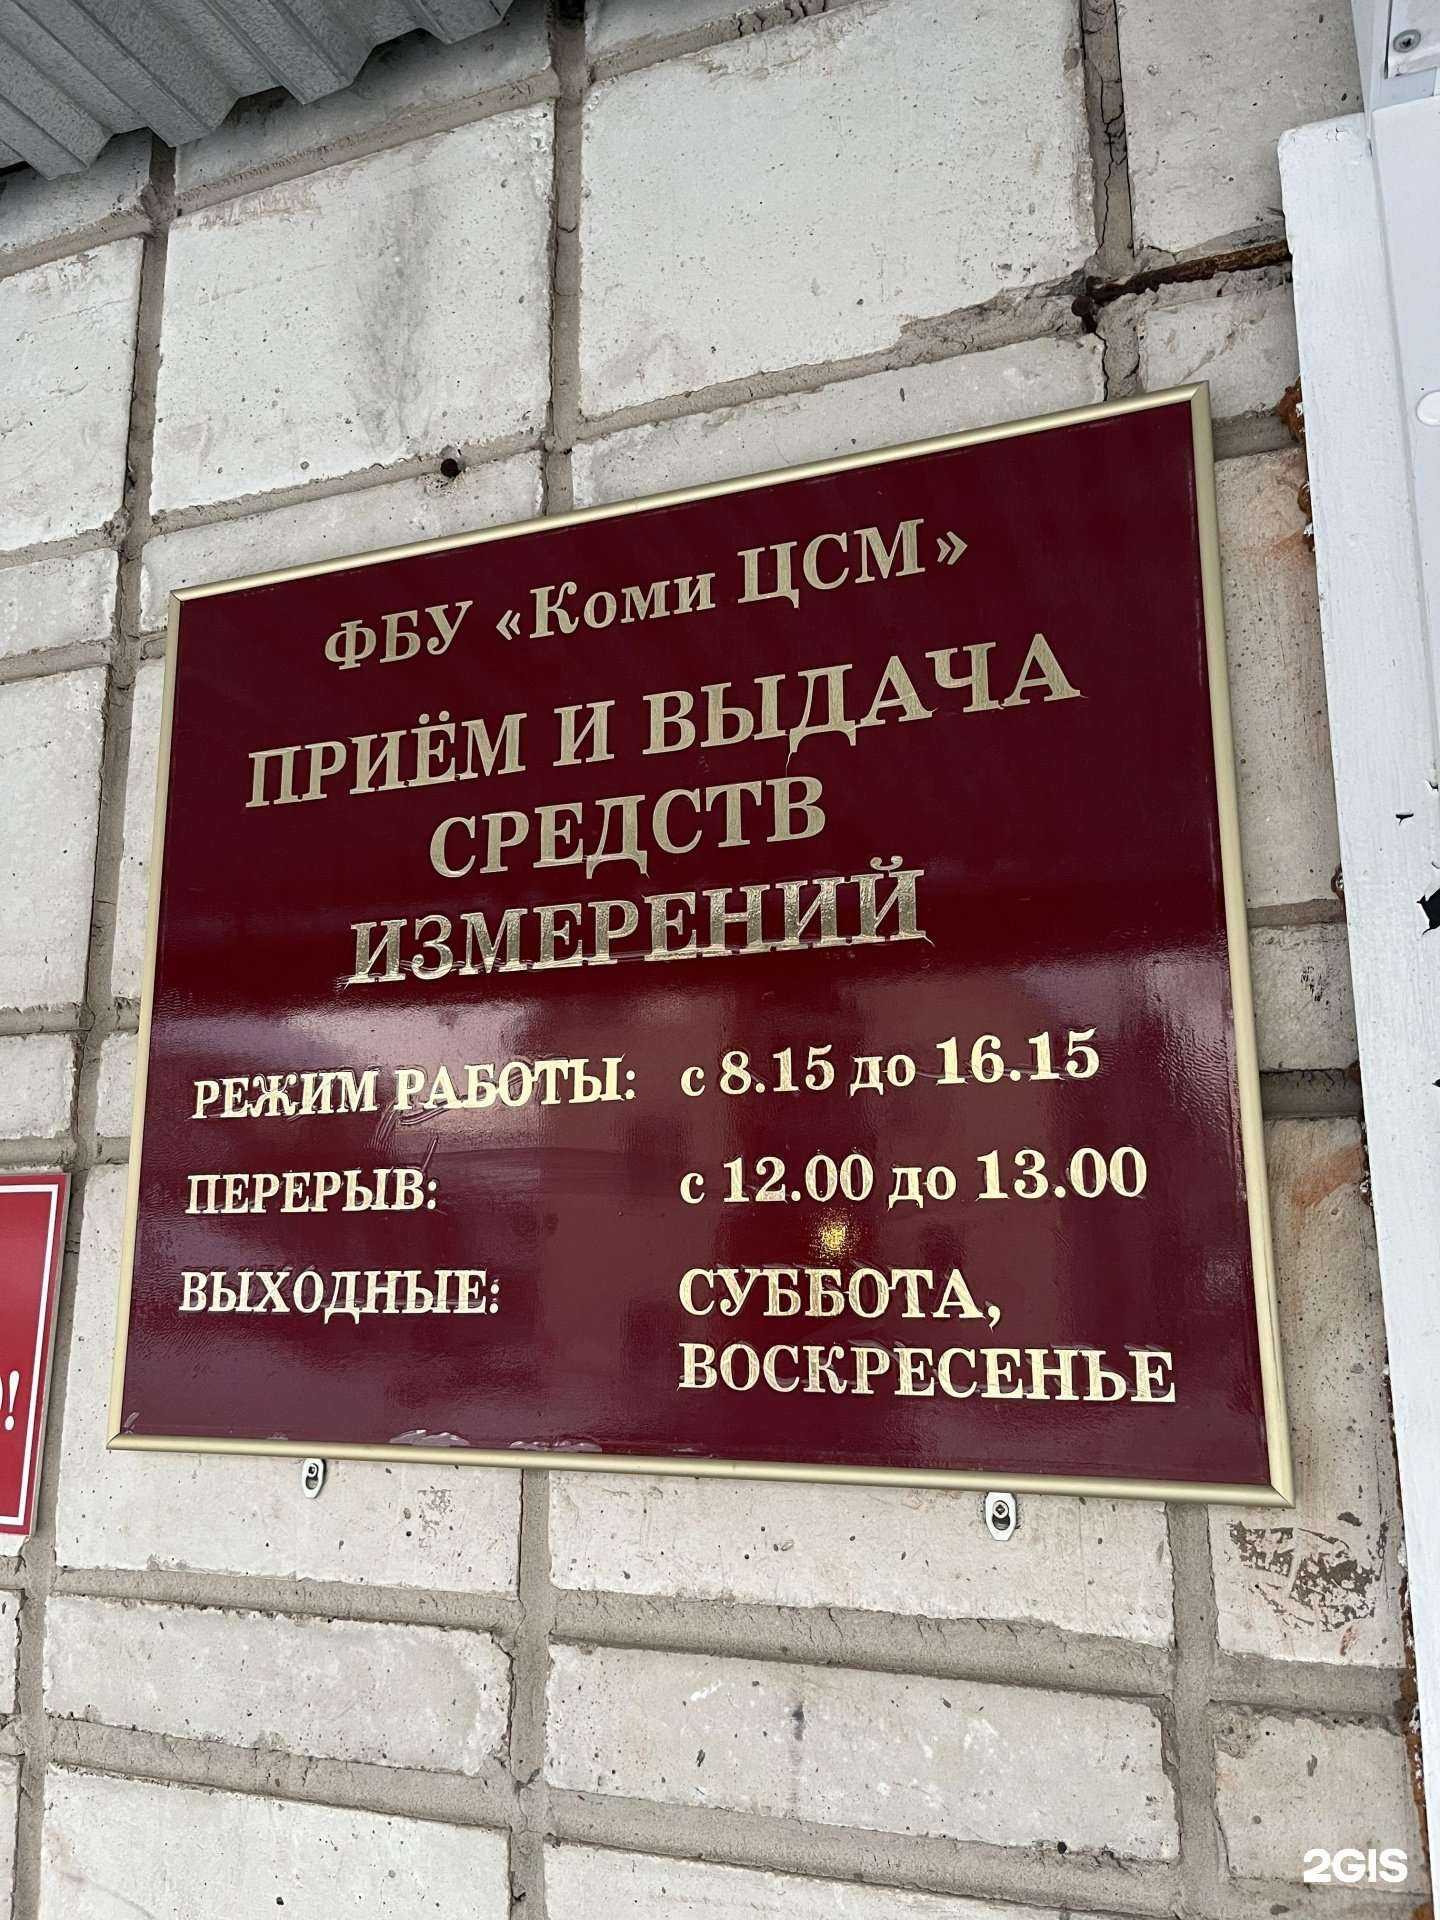 ФБУ «Коми ЦСМ»
ПРИЁМ И ВЫДАЧА
СРЕДСТВ
ИЗМЕРЕНИЙ
РЕЖИМ РАБОТЫ: с 8.15 до 16.15
ПЕРЕРЫВ: с 12.00 до 13.00
ВЫХОДНЫЕ: СУББОТА,
ВОСКРЕСЕНЬЕ
!
2GIS